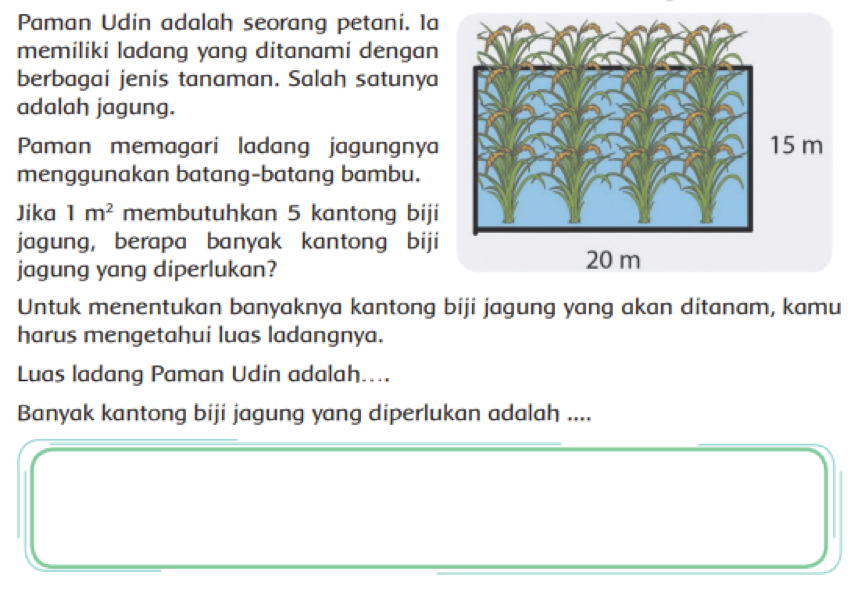 Paman Udin adalah seorang petani. Ia
memiliki ladang yang ditanami dengan
berbagai jenis tanaman. Salah satunya
adalah jagung.
Paman memagari ladang jagungnya
menggunakan batang-batang bambu.
Jika 1 m² membutuhkan 5 kantong biji
jagung, berapa banyak kantong biji
jagung yang diperlukan?
15 m
20 m
Untuk menentukan banyaknya kantong biji jagung yang akan ditanam, kamu
harus mengetahui luas ladangnya.
Luas ladang Paman Udin adalah....
Banyak kantong biji jagung yang diperlukan adalah ....